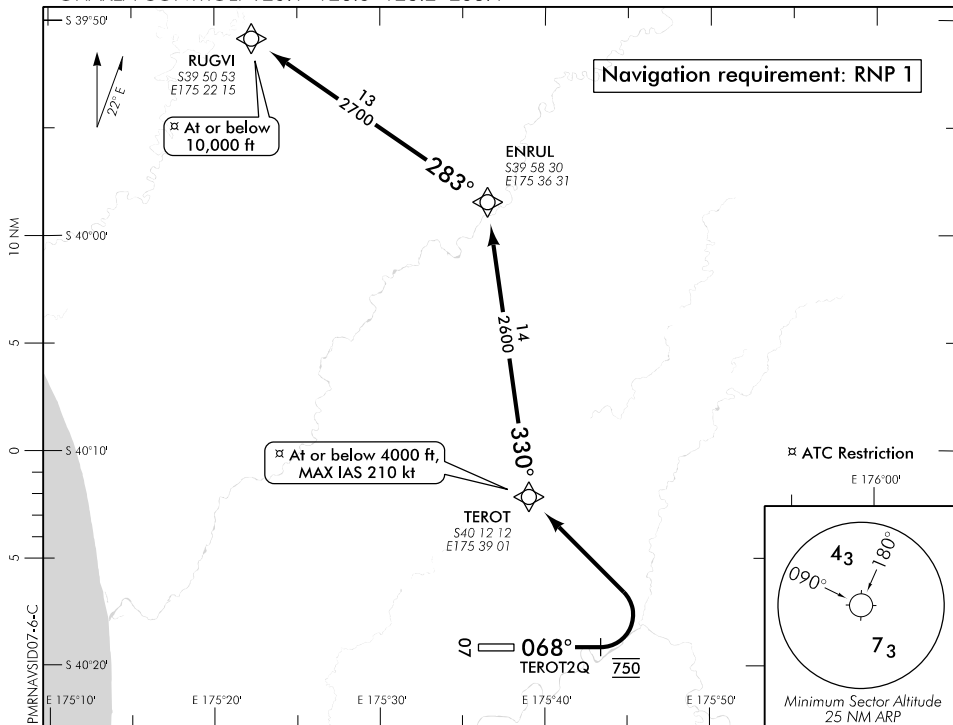 S 39°50'
RUGVI
S39 50 53
E175 22 15
22° E
¤ At or below
10,000 ft
13
2700
283°
Navigation requirement: RNP 1
ENRUL
S39 58 30
E175 36 31
10 NM
S 40°00'
14
2600
5
330°
0
S 40°10'
¤ At or below 4000 ft,
MAX IAS 210 kt
¤ ATC Restriction
E 176°00'
TEROT
S40 12 12
E175 39 01
5
43
180°
090°
73
07
068°
TEROT2Q
750
S 40°20'
PMRNAVSID07-6-C
E 175°10'
E 175°20'
E 175°30'
E 175°40'
E 175°50'
Minimum Sector Altitude
25 NM ARP